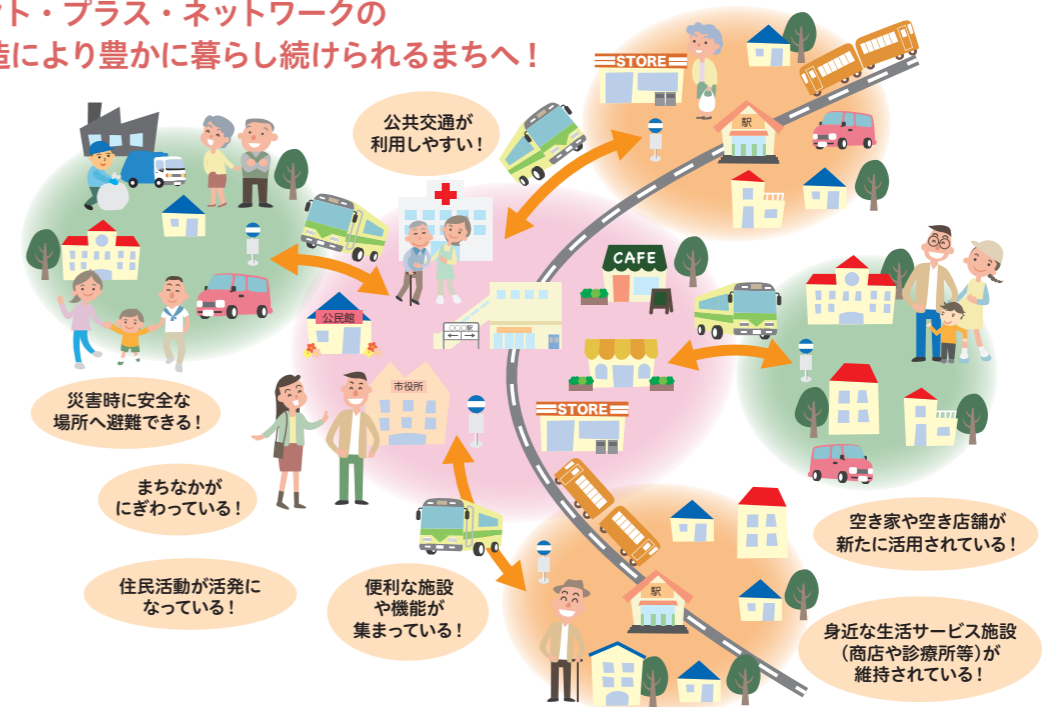 ット・プラス・ネットワークの
造により豊かに暮らし続けられるまちへ！
STORE
駅
公共交通が
利用しやすい！
CAFE
公民館
○○○駅
市役所
STORE
災害時に安全な
場所へ避難できる！
まちなかが
にぎわっている！
住民活動が活発に
なっている！
便利な施設
や機能が
集まっている！
駅
空き家や空き店舗が
新たに活用されている！
身近な生活サービス施設
（商店や診療所等）が
維持されている！